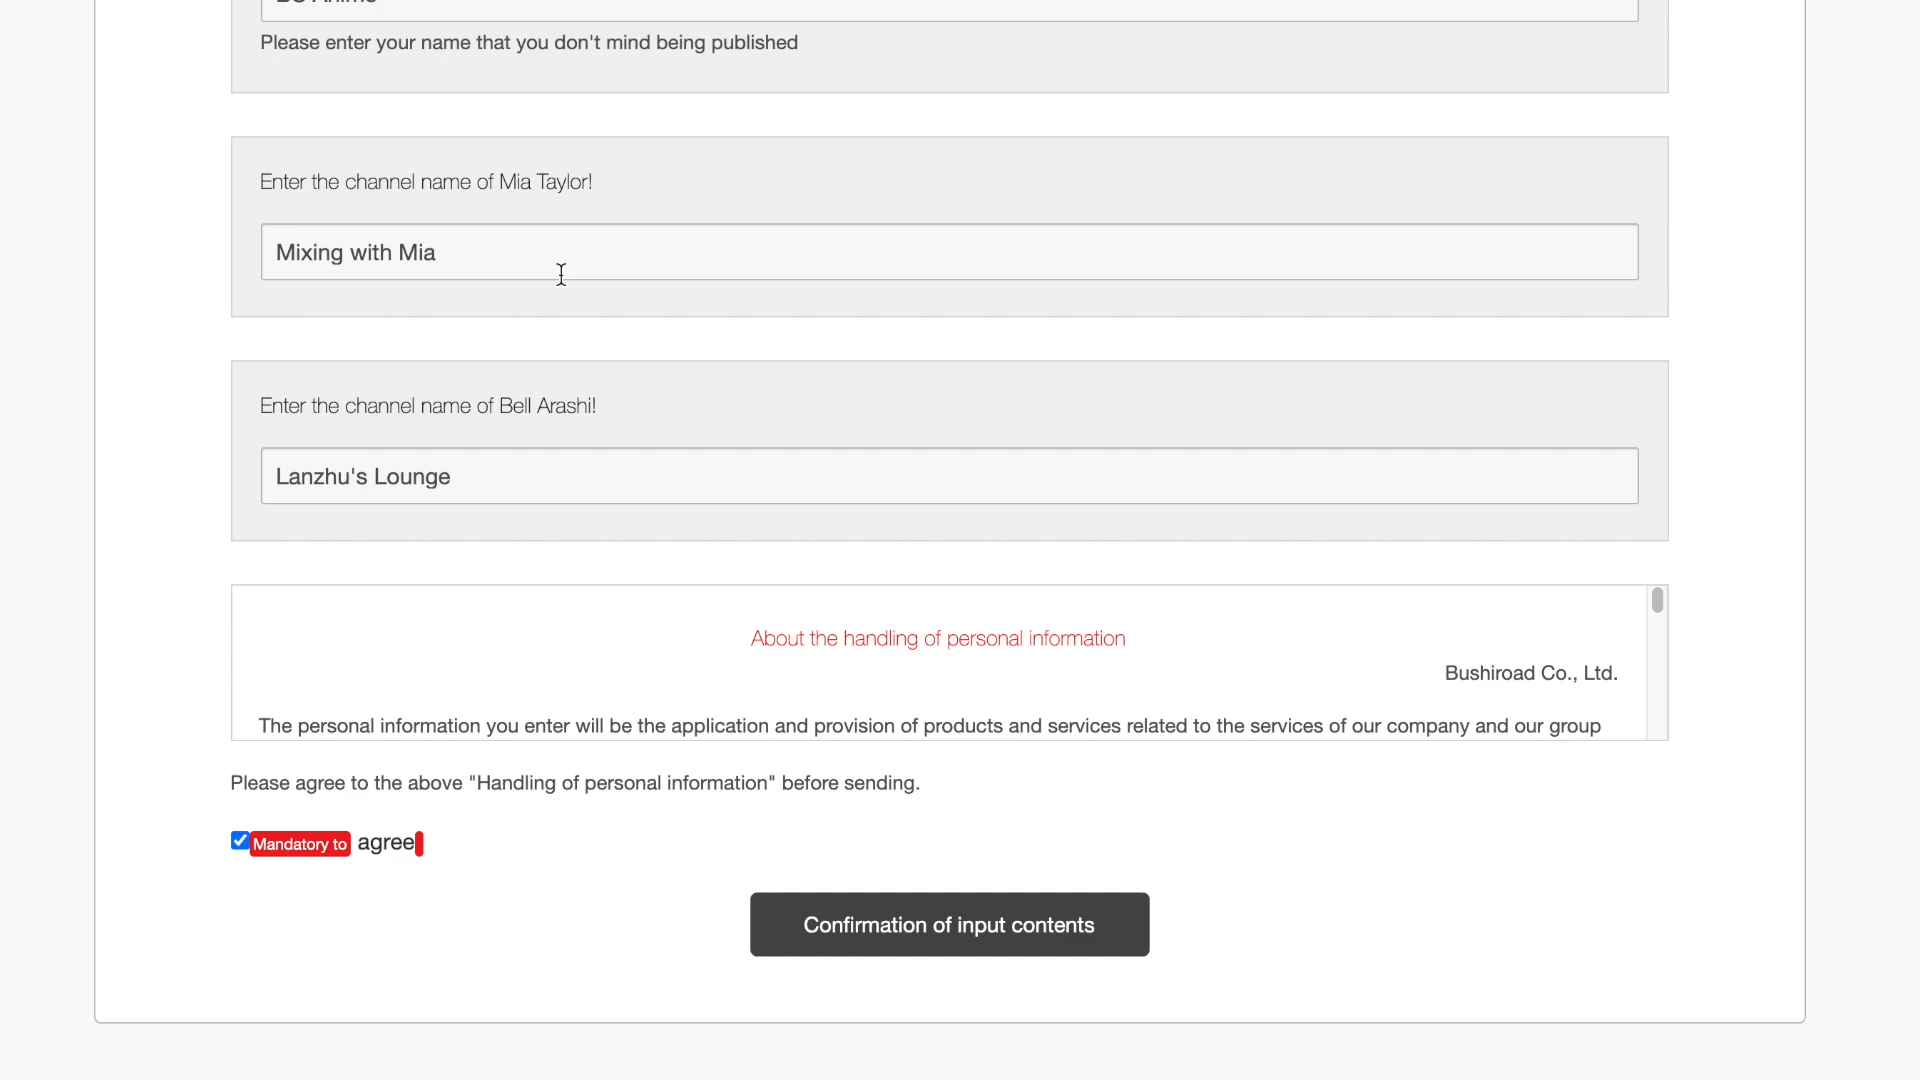 Please enter your name that you don't mind being published
Enter the channel name of Mia Taylor!
Mixing with Mia
Enter the channel name of Bell Arashi!
Lanzhu's Lounge
About the handling of personal information
Bushiroad Co., Ltd.
The personal information you enter will be the application and provision of products and services related to the services of our company and our group
Please agree to the above "Handling of personal information" before sending.
Mandatory to agree
Confirmation of input contents